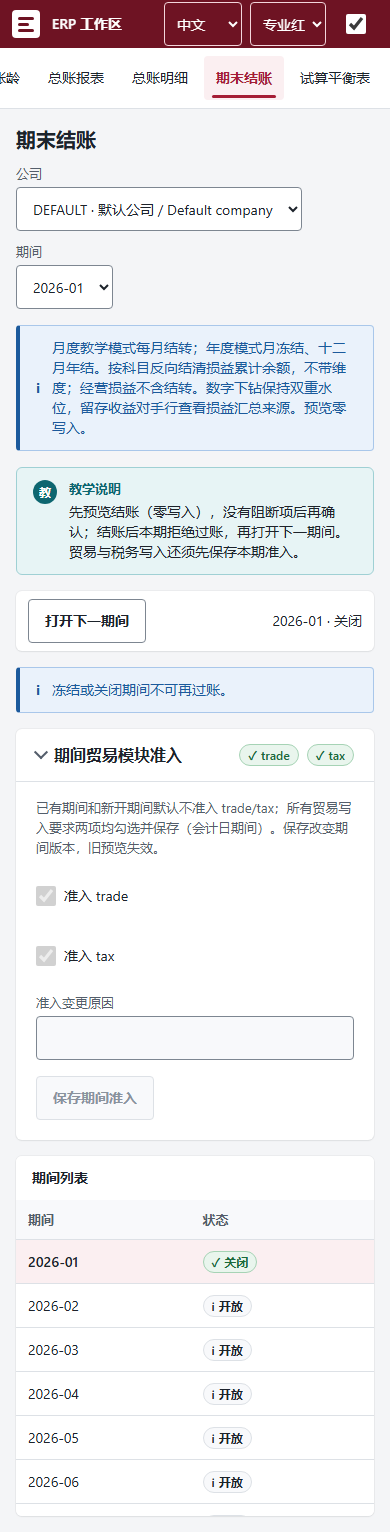 ERP 工作区
中文
专业红
长龄
总账报表
总账明细
期末结账
试算平衡表
期末结账
公司
DEFAULT · 默认公司 / Default company
期间
2026-01
i
月度教学模式每月结转；年度模式月冻结、十二
月年结。按科目反向结清损益累计余额，不带维
度；经营损益不含结转。数字下钻保持双重水
位，留存收益对手行查看损益汇总来源。预览零
写入。
教
教学说明
先预览结账（零写入），没有阻断项后再确
认；结账后本期拒绝过账，再打开下一期间。
贸易与税务写入还须先保存本期准入。
打开下一期间
2026-01 · 关闭
i 冻结或关闭期间不可再过账。
期间贸易模块准入
✓ trade
✓ tax
已有期间和新开期间默认不准入 trade/tax；所有贸易写
入要求两项均勾选并保存（会计日期间）。保存改变期
间版本，旧预览失效。
准入 trade
准入 tax
准入变更原因
保存期间准入
期间列表
期间 状态
2026-01 ✓ 关闭
2026-02 i 开放
2026-03 i 开放
2026-04 i 开放
2026-05 i 开放
2026-06 i 开放